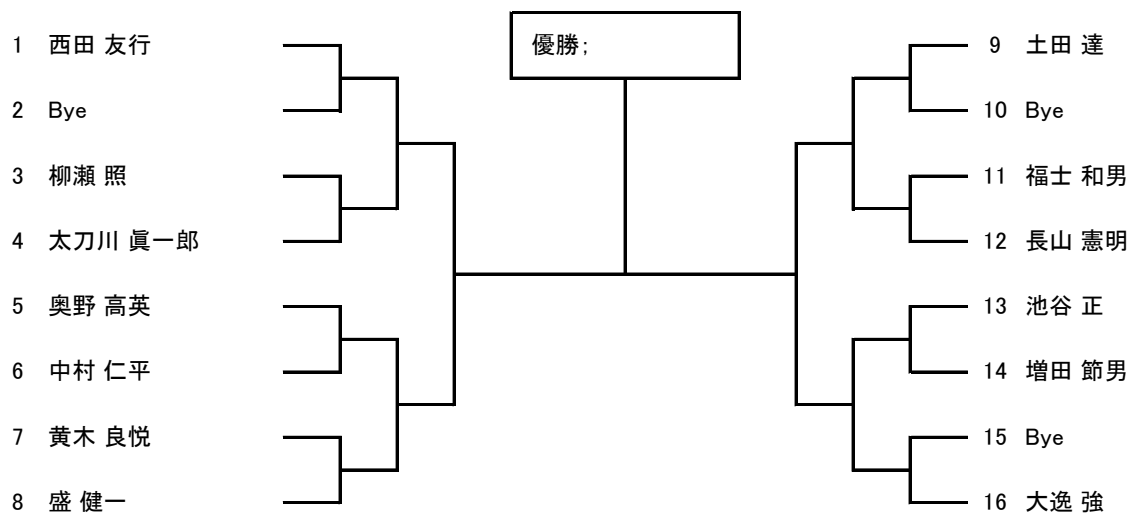 優勝;
1 西田 友行
2 Bye
3 柳瀬 照
4 太刀川 眞一郎
5 奥野 高英
6 中村 仁平
7 黄木 良悦
8 盛 健一
9 土田 達
10 Bye
11 福士 和男
12 長山 憲明
13 池谷 正
14 増田 節男
15 Bye
16 大逸 強